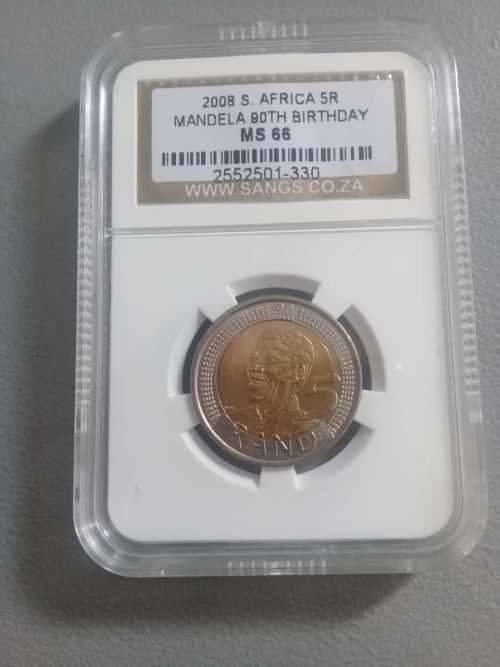 2008 S. AFRICA 5R
MANDELA 90TH BIRTHDAY
MS 66
2552501-330
WWW.SANGS.CO.ZA
5
RAND